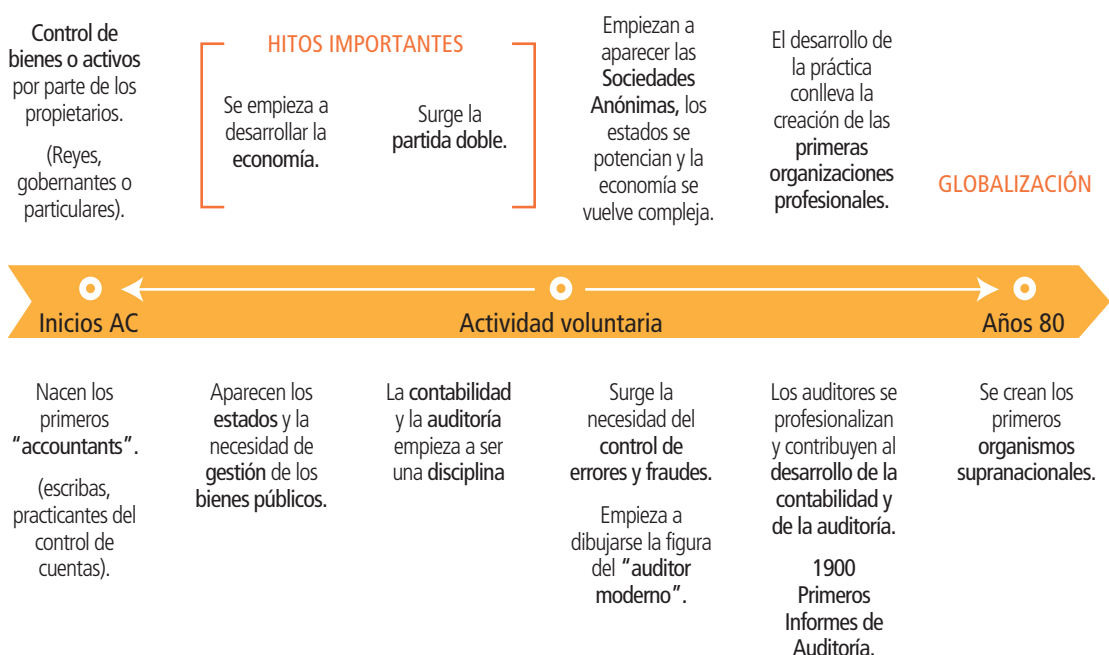 Control de
bienes o activos
por parte de los
propietarios.
(Reyes,
gobernantes o
particulares).
HITOS IMPORTANTES
Se empieza a
desarrollar la
economía.
Surge la
partida doble.
Empiezan a
aparecer las
Sociedades
Anónimas, los
estados se
potencian y la
economía se
vuelve compleja.
El desarrollo de
la práctica
conlleva la
creación de las
primeras
organizaciones
profesionales.
GLOBALIZACIÓN
Inicios AC
Actividad voluntaria
Años 80
Nacen los
primeros
"accountants".
(escribas,
practicantes del
control de
cuentas).
Aparecen los
estados y la
necesidad de
gestión de los
bienes públicos.
La contabilidad
y la auditoría
empieza a ser
una disciplina
Surge la
necesidad del
control de
errores y fraudes.
Empieza a
dibujarse la figura
del "auditor
moderno".
Los auditores se
profesionalizan
y contribuyen al
desarrollo de la
contabilidad y
de la auditoría.
1900
Primeros
Informes de
Auditoría.
Se crean los
primeros
organismos
supranacionales.